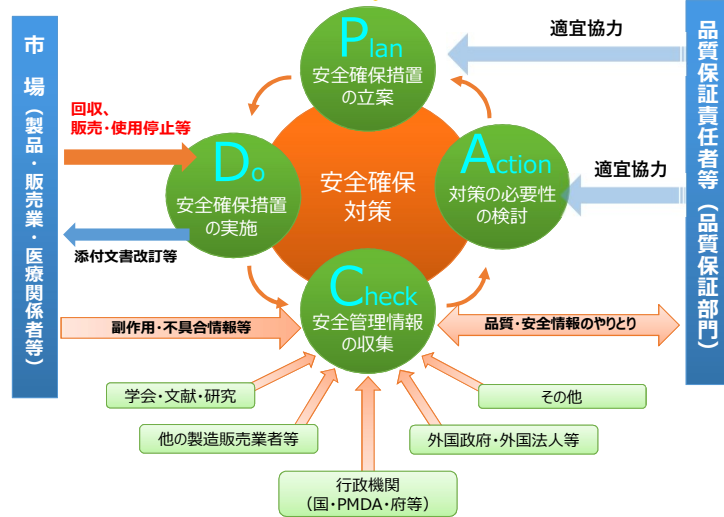 市場（製品・販売業・医療関係者等）
Plan
安全確保措置
の立案
適宜協力
回収、
販売・使用停止等
Do
安全確保措置
の実施
安全確保
対策
Action
対策の必要性
の検討
適宜協力
添付文書改訂等
Check
安全管理情報
の収集
副作用・不具合情報等
品質・安全情報のやりとり
品質保証責任者等（品質保証部門）
学会・文献・研究
その他
他の製造販売業者等
外国政府・外国法人等
行政機関
（国・PMDA・府等）